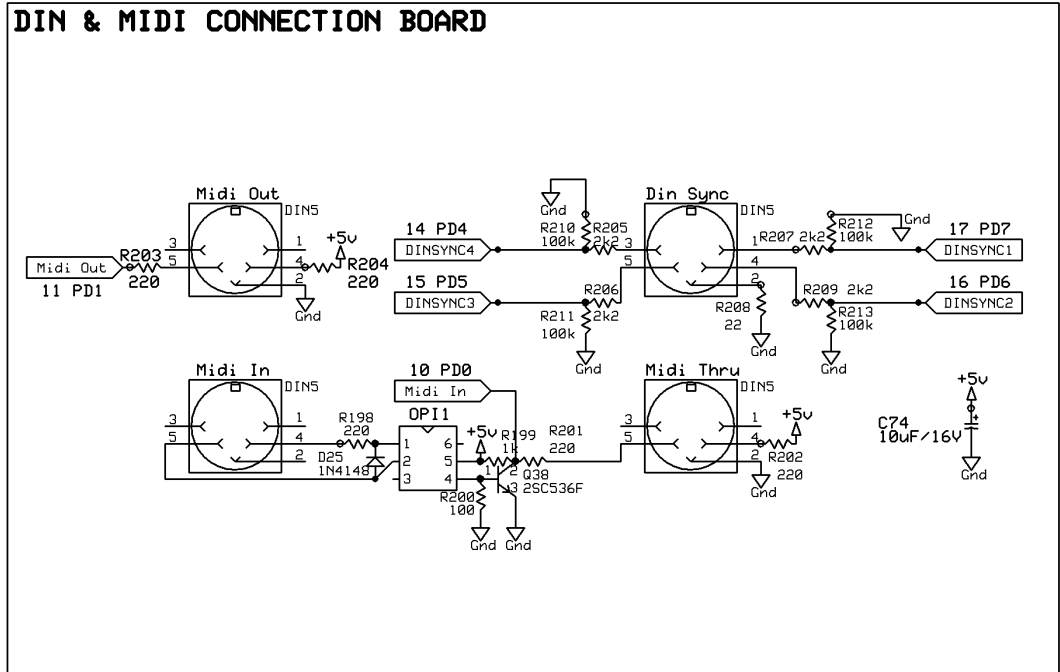 DIN & MIDI CONNECTION BOARD
Midi Out
DIN5
3
1
5
4
2
+5v
R203
220
R204
220
Midi Out
11 PD1
Gnd
Din Sync
DIN5
3
1
5
4
2
Gnd
R210
100k
R205
2k2
14 PD4
DINSYNC4
15 PD5
DINSYNC3
R206
2k2
R211
100k
Gnd
R207 2k2
R212
100k
Gnd
17 PD7
DINSYNC1
16 PD6
DINSYNC2
R209 2k2
R208
22
R213
100k
Gnd
Gnd
Midi In
DIN5
3
1
5
4
2
10 PD0
Midi In
OPI1
1
6
2
5
3
4
R198
220
D25
1N4148
+5v
R199
1k
R201
220
1
2
3
Q38
2SC536F
R200
100
Gnd
Gnd
Midi Thru
DIN5
3
1
5
4
2
+5v
R202
220
Gnd
+5v
+
C74
10uF/16V
Gnd